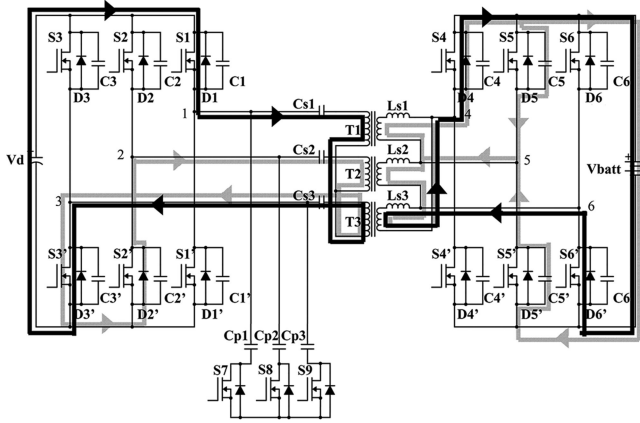 S3 S2 S1 S4 S5 S6
C3 C2 C1 C4 C5 C6
D3 D2 D1 D4 D5 D6
Cs1 Ls1
1 T1 4
Cs2 Ls2
Vd 2 T2 5 Vbatt
Cs3 Ls3
3 T3 6
S3' S2' S1' S4' S5' S6'
C3' C2' C1' C4' C5' C6
D3' D2' D1' D4' D5' D6'
Cp1 Cp2 Cp3
S7 S8 S9